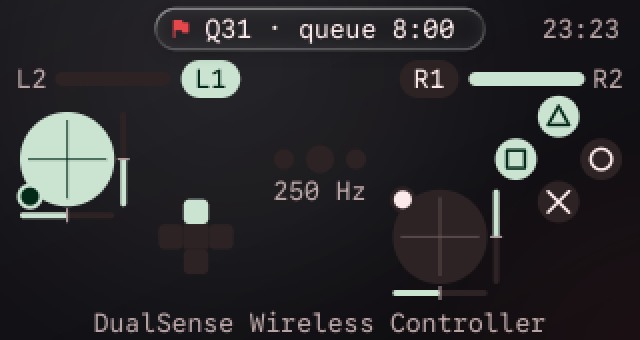 Q31 · queue 8:00
23:23
L2 L1 R1 R2
250 Hz
DualSense Wireless Controller